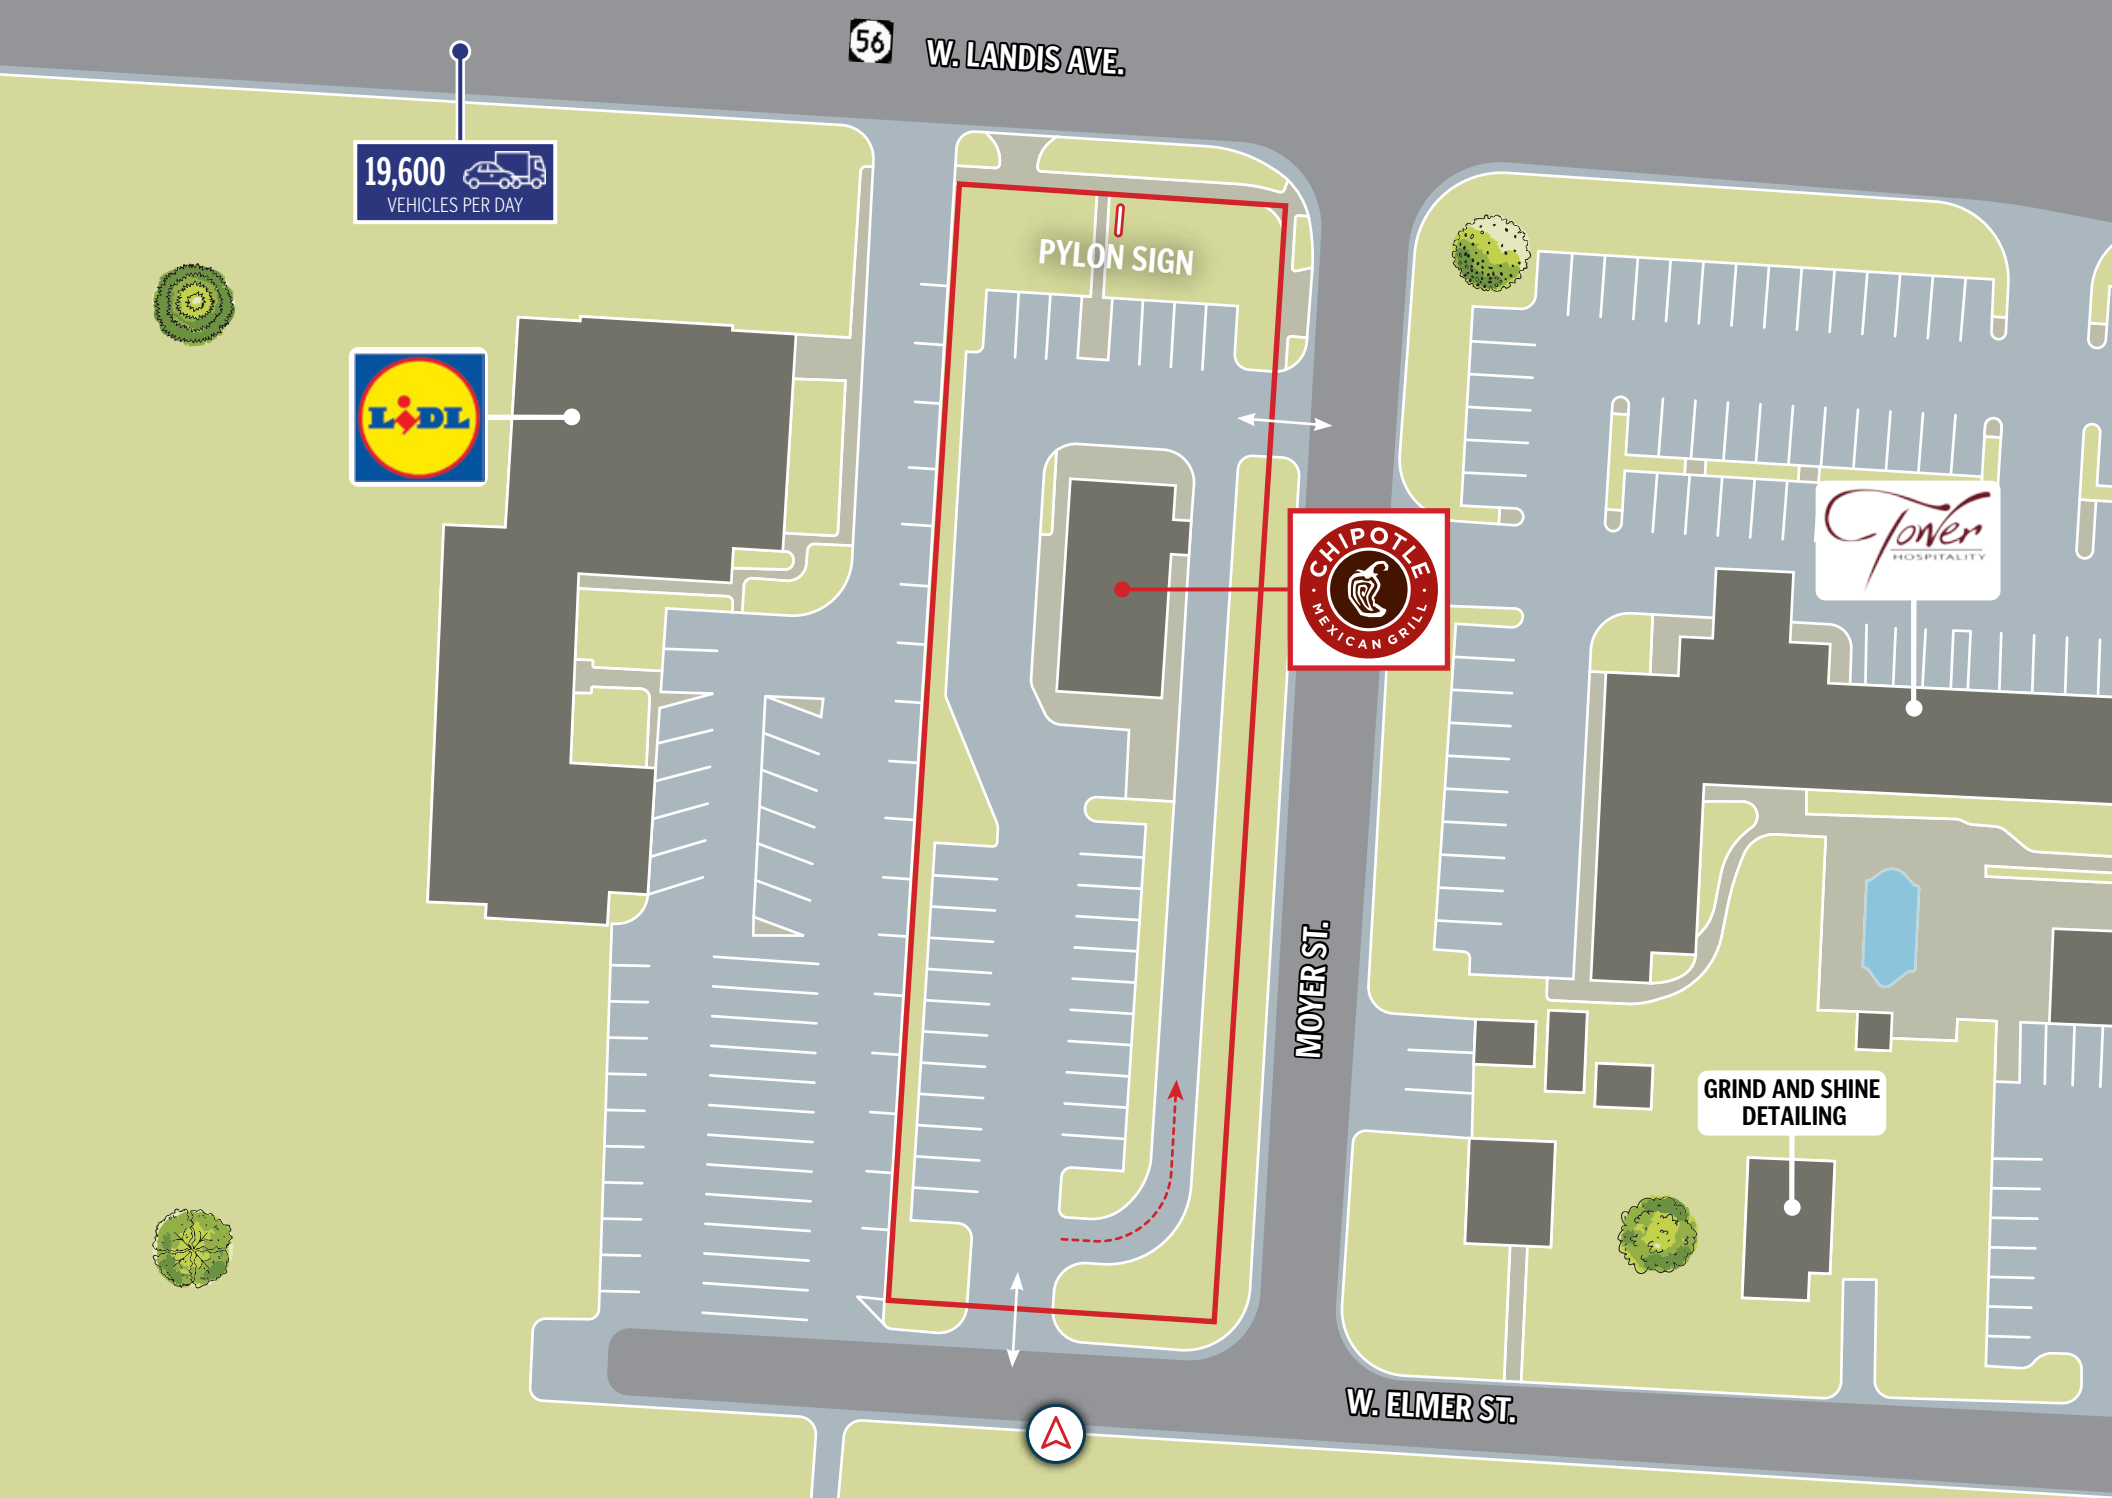 56
W. LANDIS AVE.
19,600
VEHICLES PER DAY
PYLON SIGN
LIDL
CHIPOTLE
MEXICAN GRILL
Tower
HOSPITALITY
MOYER ST.
GRIND AND SHINE
DETAILING
W. ELMER ST.